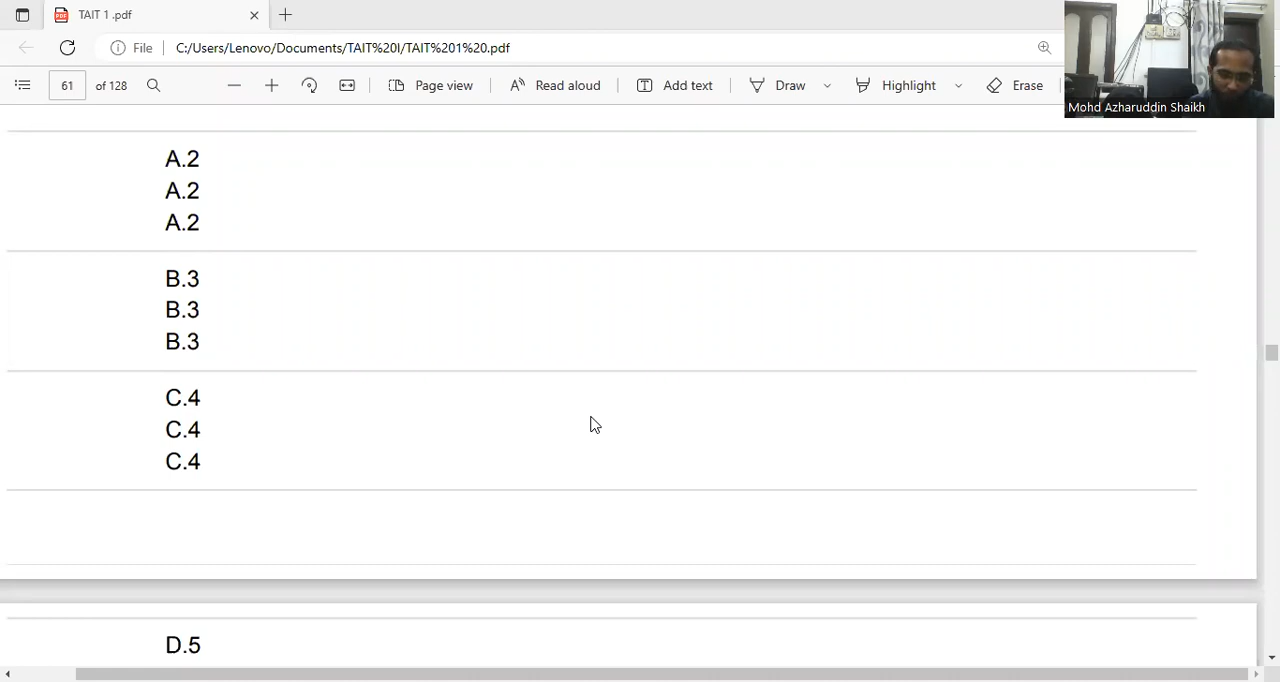 TAIT 1 .pdf
File
C:/Users/Lenovo/Documents/TAIT%20I/TAIT%201%20.pdf
61 of 128
Page view
Read aloud
Add text
Draw
Highlight
Erase
Mohd Azharuddin Shaikh
A.2
A.2
A.2
B.3
B.3
B.3
C.4
C.4
C.4
D.5